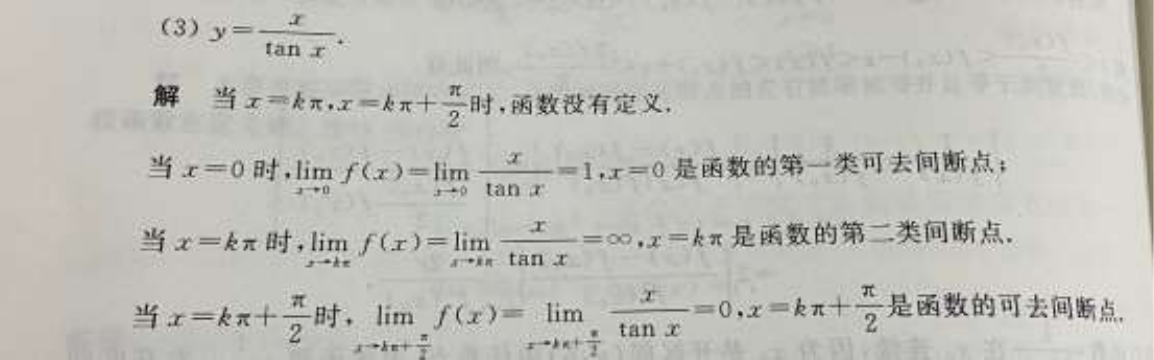 (3) y=x/tan x.
解 当 x=kπ,x=kπ+π/2时,函数没有定义.
当 x=0 时,lim_{x→0} f(x)=lim_{x→0} x/tan x=1,x=0 是函数的第一类可去间断点;
当 x=kπ 时,lim_{x→kπ} f(x)=lim_{x→kπ} x/tan x=∞,x=kπ 是函数的第二类间断点.
当 x=kπ+π/2时, lim_{x→kπ+π/2} f(x)= lim_{x→kπ+π/2} x/tan x=0,x=kπ+π/2是函数的可去间断点.